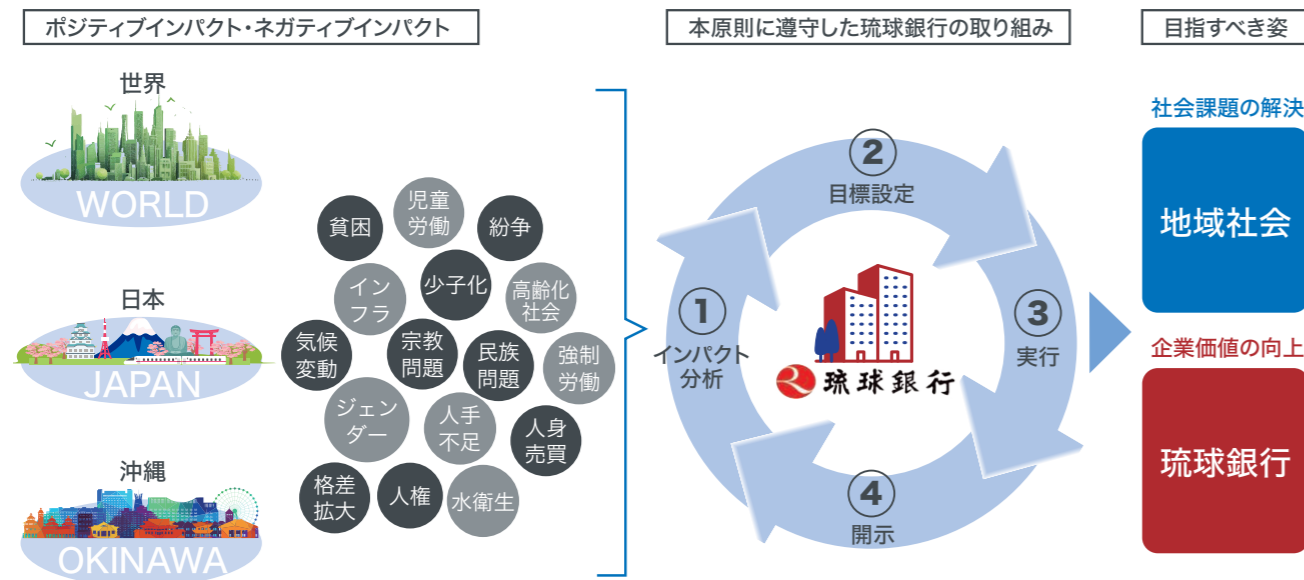 ポジティブインパクト・ネガティブインパクト
世界
WORLD
日本
JAPAN
沖縄
OKINAWA
貧困
児童
労働
紛争
イン
フラ
少子化
高齢化
社会
気候
変動
宗教
問題
民族
問題
強制
労働
ジェン
ダー
人手
不足
人身
売買
格差
拡大
人権
水衛生
本原則に遵守した琉球銀行の取り組み
①
インパクト
分析
②
目標設定
③
実行
④
開示
琉球銀行
目指すべき姿
社会課題の解決
地域社会
企業価値の向上
琉球銀行